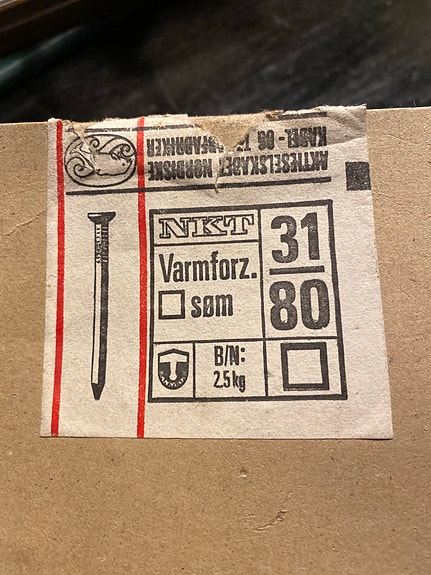 AKTIESELSKABET NORDISKE
KABEL- OG
NKT
Varmforz.
søm
31
80
B/N:
2.5 kg